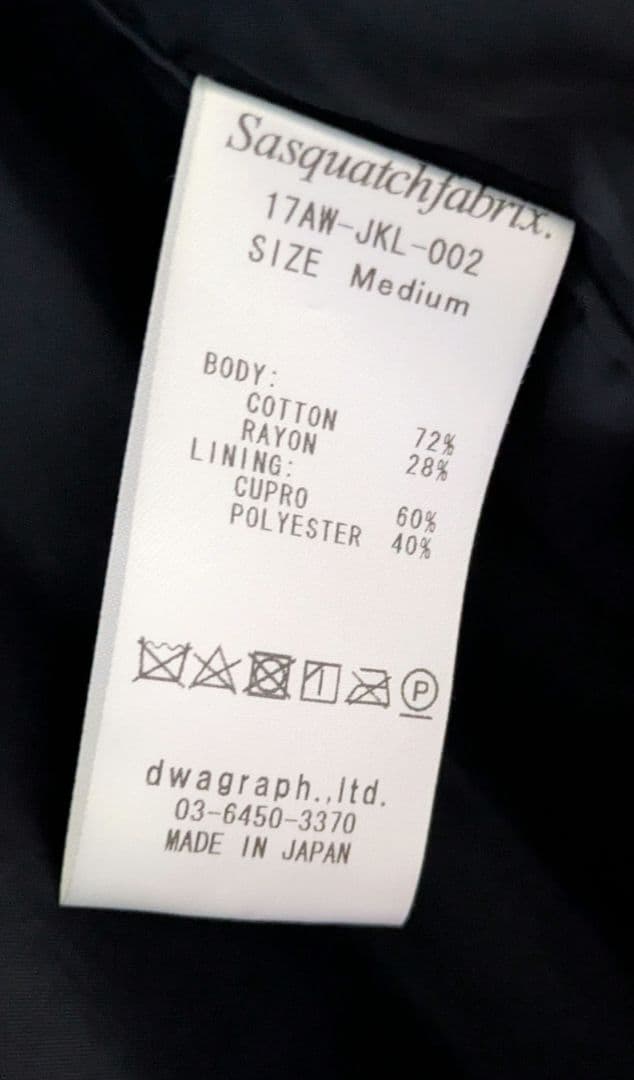 Sasquatchfabrix.
17AW-JKL-002
SIZE Medium
BODY:
COTTON 72%
RAYON 28%
LINING:
CUPRO 60%
POLYESTER 40%
P
dwagraph.,ltd.
03-6450-3370
MADE IN JAPAN